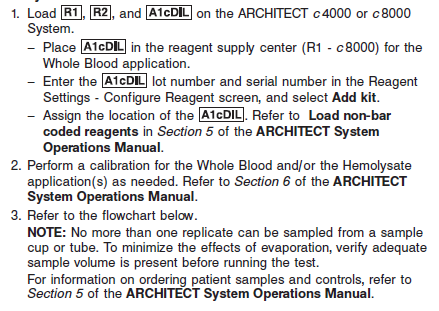 1. Load R1, R2, and A1cDIL on the ARCHITECT c4000 or c8000
System.
– Place A1cDIL in the reagent supply center (R1 - c8000) for the
Whole Blood application.
– Enter the A1cDIL lot number and serial number in the Reagent
Settings - Configure Reagent screen, and select Add kit.
– Assign the location of the A1cDIL. Refer to Load non-bar
coded reagents in Section 5 of the ARCHITECT System
Operations Manual.
2. Perform a calibration for the Whole Blood and/or the Hemolysate
application(s) as needed. Refer to Section 6 of the ARCHITECT
System Operations Manual.
3. Refer to the flowchart below.
NOTE: No more than one replicate can be sampled from a sample
cup or tube. To minimize the effects of evaporation, verify adequate
sample volume is present before running the test.
For information on ordering patient samples and controls, refer to
Section 5 of the ARCHITECT System Operations Manual.